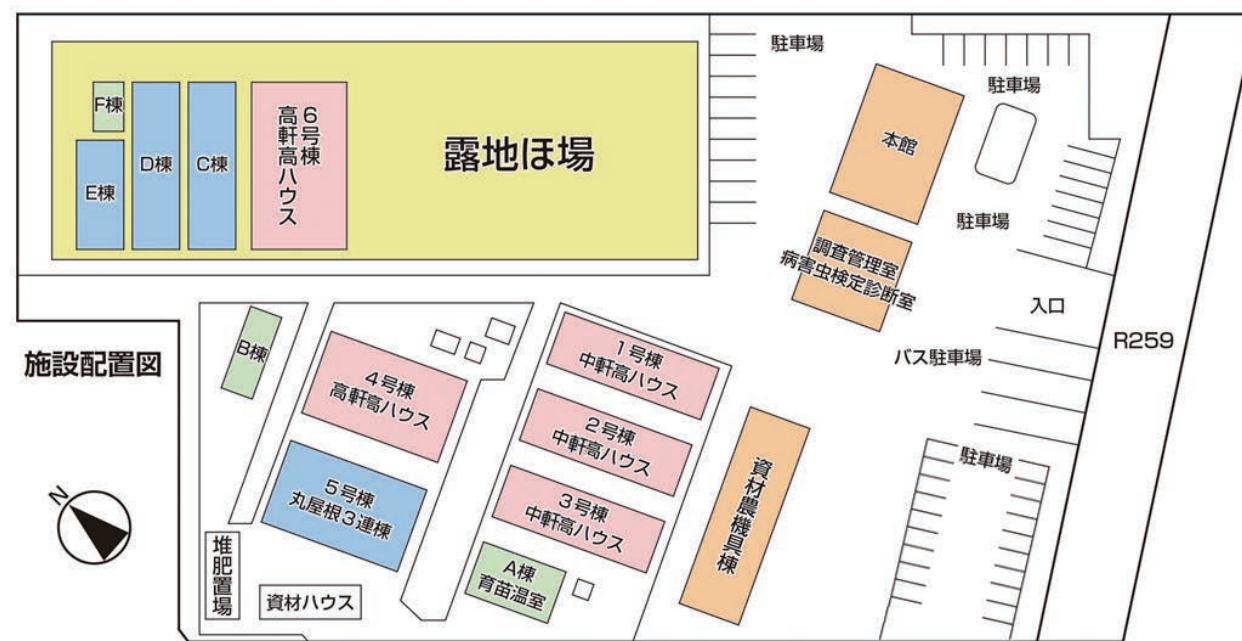 駐車場
駐車場
F棟
E棟
D棟
C棟
6号棟
高軒高ハウス
露地ほ場
本館
駐車場
調査管理室
病害虫検定診断室
入口
R259
バス駐車場
施設配置図
B棟
4号棟
高軒高ハウス
1号棟
中軒高ハウス
2号棟
中軒高ハウス
3号棟
中軒高ハウス
5号棟
丸屋根3連棟
資材農機具棟
駐車場
N
堆肥置場
資材ハウス
A棟
育苗温室